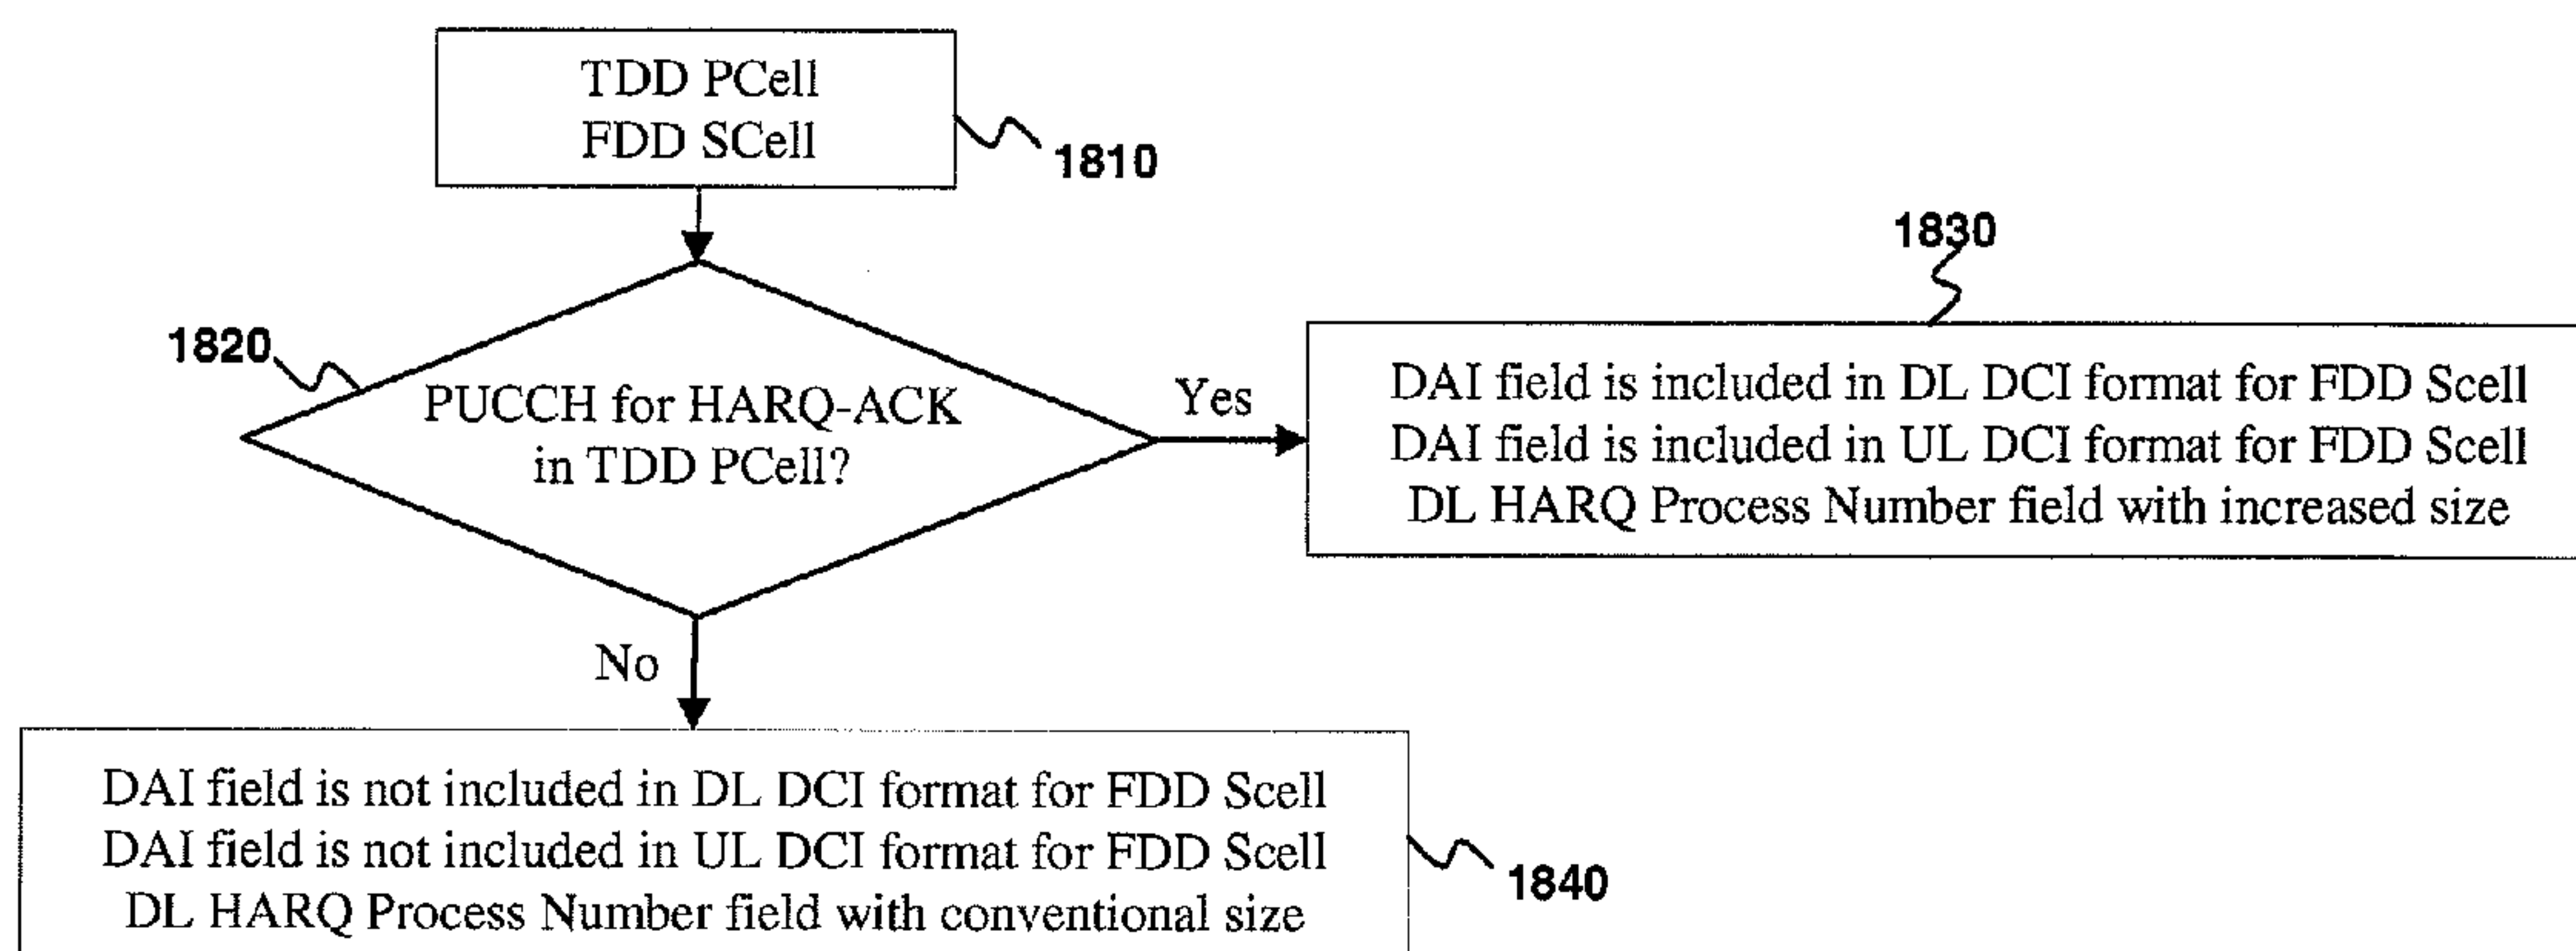 TDD PCell
FDD SCell
1810
1820
PUCCH for HARQ-ACK
in TDD PCell?
Yes
1830
DAI field is included in DL DCI format for FDD Scell
DAI field is included in UL DCI format for FDD Scell
DL HARQ Process Number field with increased size
No
DAI field is not included in DL DCI format for FDD Scell
DAI field is not included in UL DCI format for FDD Scell
DL HARQ Process Number field with conventional size
1840